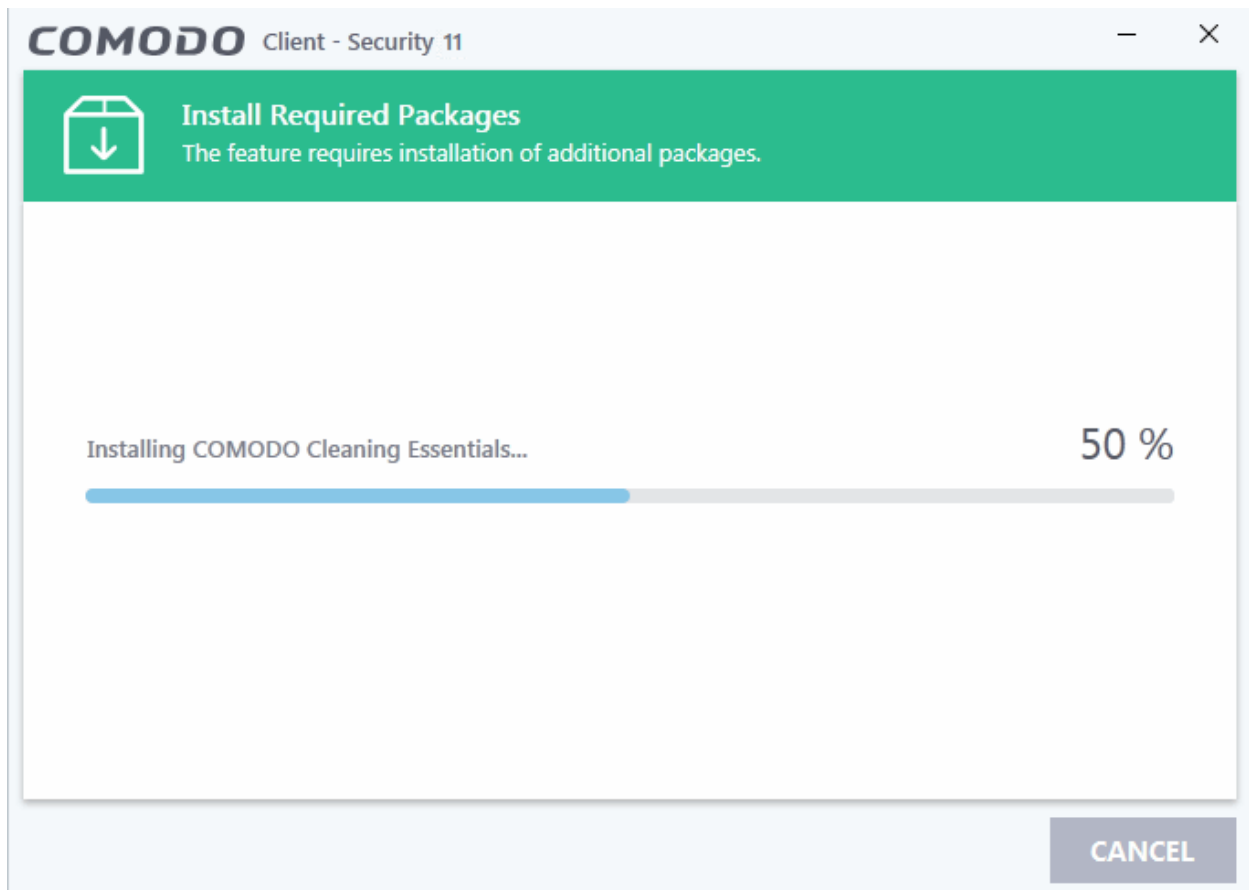 COMODO Client - Security 11
Install Required Packages
The feature requires installation of additional packages.
Installing COMODO Cleaning Essentials... 50 %
CANCEL